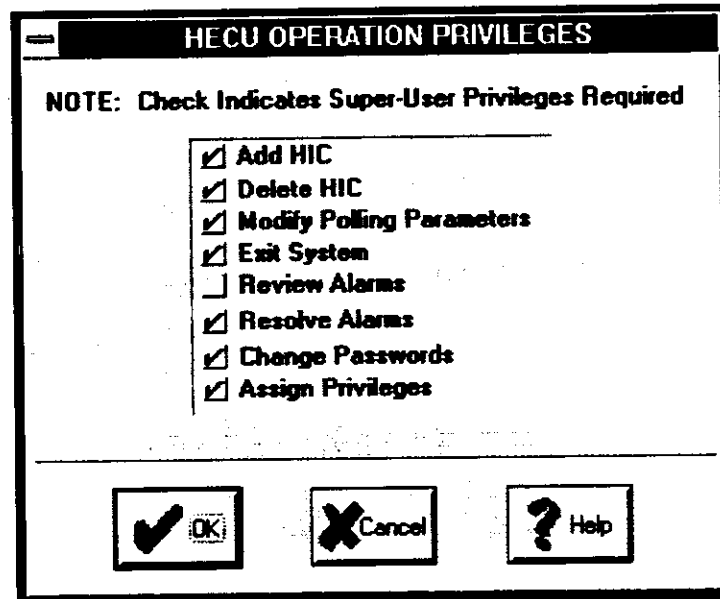 HECU OPERATION PRIVILEGES
NOTE: Check Indicates Super-User Privileges Required
Add HIC
Delete HIC
Modify Polling Parameters
Exit System
Review Alarms
Resolve Alarms
Change Passwords
Assign Privileges
OK
Cancel
Help